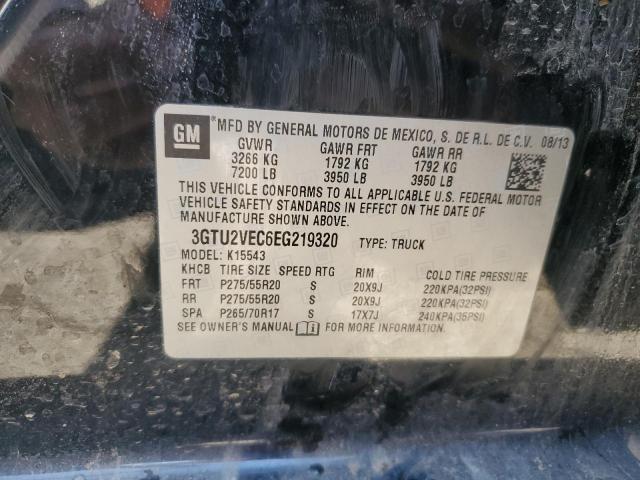 GM MFD BY GENERAL MOTORS DE MEXICO, S. DE R.L. DE C.V. 08/13
GVWR GAWR FRT GAWR RR
3266 KG 1792 KG 1792 KG
7200 LB 3950 LB 3950 LB
THIS VEHICLE CONFORMS TO ALL APPLICABLE U.S. FEDERAL MOTOR
VEHICLE SAFETY STANDARDS IN EFFECT ON THE DATE OF
MANUFACTURE SHOWN ABOVE.
3GTU2VEC6EG219320 TYPE: TRUCK
MODEL: K15543
KHCB TIRE SIZE SPEED RTG RIM COLD TIRE PRESSURE
FRT P275/55R20 S 20X9J 220KPA(32PSI)
RR P275/55R20 S 20X9J 220KPA(32PSI)
SPA P265/70R17 S 17X7J 240KPA(35PSI)
SEE OWNER'S MANUAL FOR MORE INFORMATION.